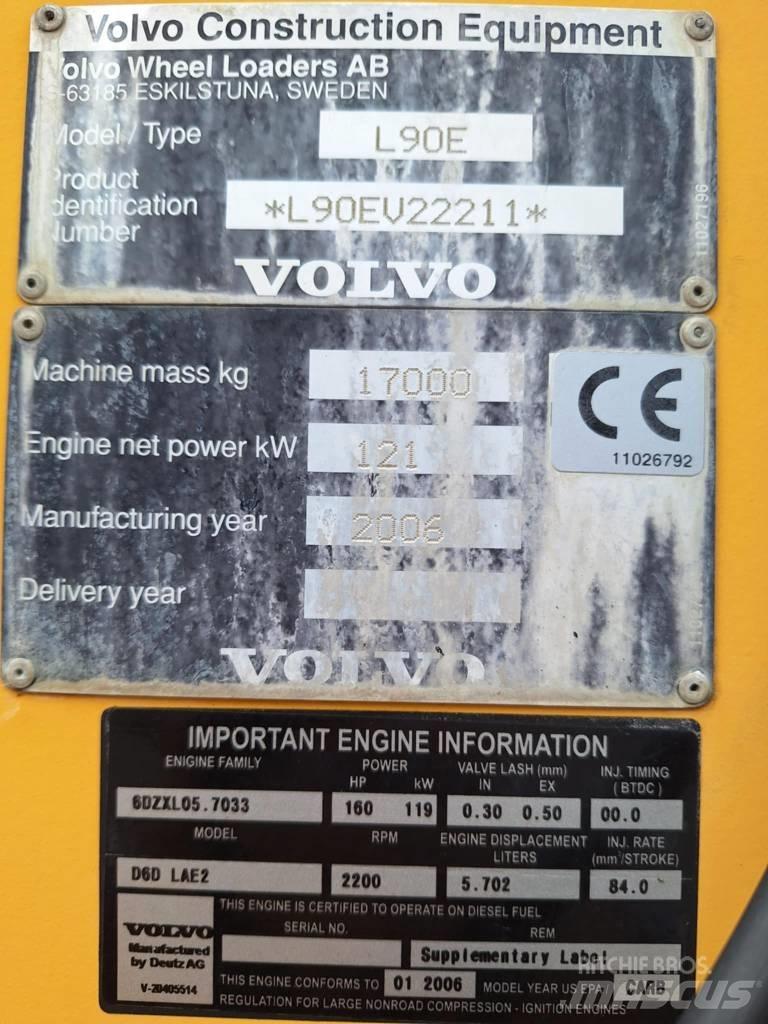 Volvo Construction Equipment
Volvo Wheel Loaders AB
-63185 ESKILSTUNA, SWEDEN
Model / Type L90E
Product
Identification
Number *L90EV22211*
11027196
VOLVO
Machine mass kg 17000
CE
11026792
Engine net power kW 121
Manufacturing year 2006
Delivery year
VOLVO
IMPORTANT ENGINE INFORMATION
ENIGINE FAMILY POWER VALVE LASH (mm) INJ. TIMING
HP kW IN EX (BTDC)
6DZXL05.7033 160 119 0.30 0.50 00.0
MODEL RPM ENGINE DISPLACEMENT INJ. RATE
LITERS (mm³/STROKE)
D6D LAE2 2200 5.702 84.0
THIS ENGINE IS CERTIFIED TO OPERATE ON DIESEL FUEL
SERIAL NO. REM
VOLVO
Manufactured
by Deutz AG
Supplementary Label
V-20405514
THIS ENGINE CONFORMS TO 01 2006 MODEL YEAR US EPA CARB
REGULATION FOR LARGE NONROAD COMPRESSION - IGNITION ENGINES
RITCHIE BROS.
mascus